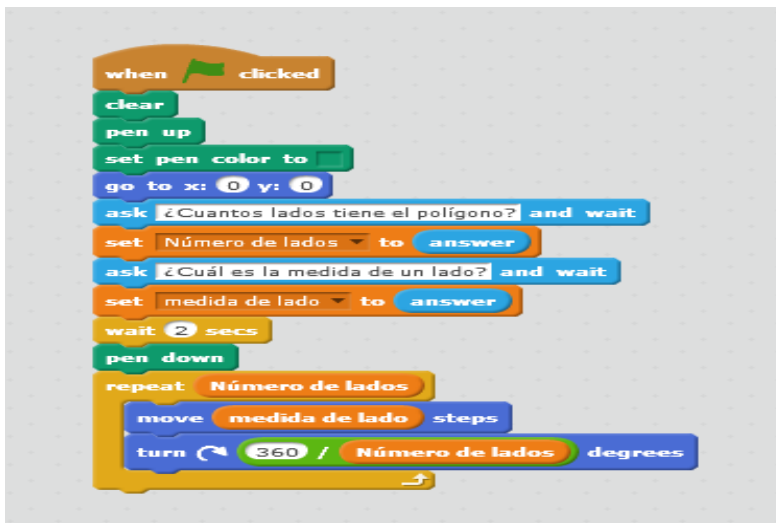 when clicked
clear
pen up
set pen color to
go to x: 0 y: 0
ask ¿Cuantos lados tiene el polígono? and wait
set Número de lados to answer
ask ¿Cuál es la medida de un lado? and wait
set medida de lado to answer
wait 2 secs
pen down
repeat Número de lados
move medida de lado steps
turn 360 / Número de lados degrees